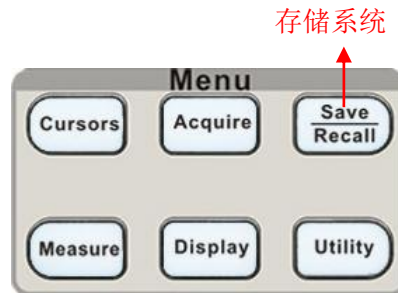 存储系统
Menu
Cursors Acquire Save
Recall
Measure Display Utility